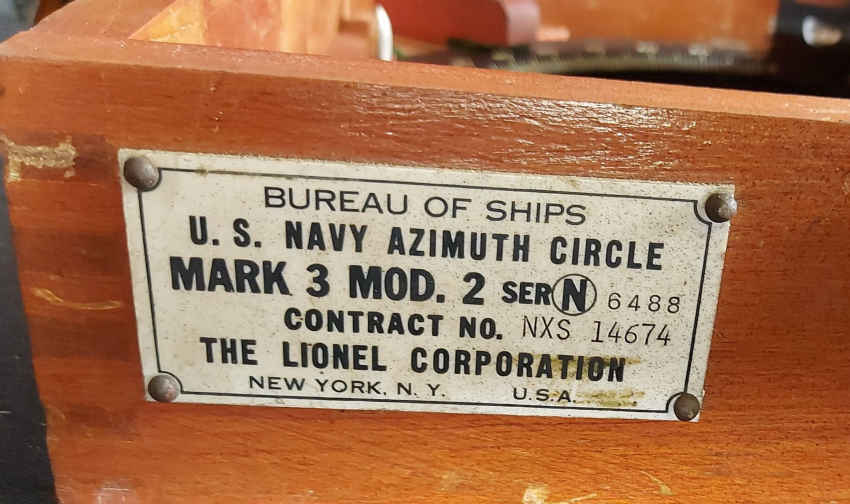 BUREAU OF SHIPS
U. S. NAVY AZIMUTH CIRCLE
MARK 3 MOD. 2 SER Ⓝ 6488
CONTRACT NO. NXS 14674
THE LIONEL CORPORATION
NEW YORK, N. Y. U.S.A.